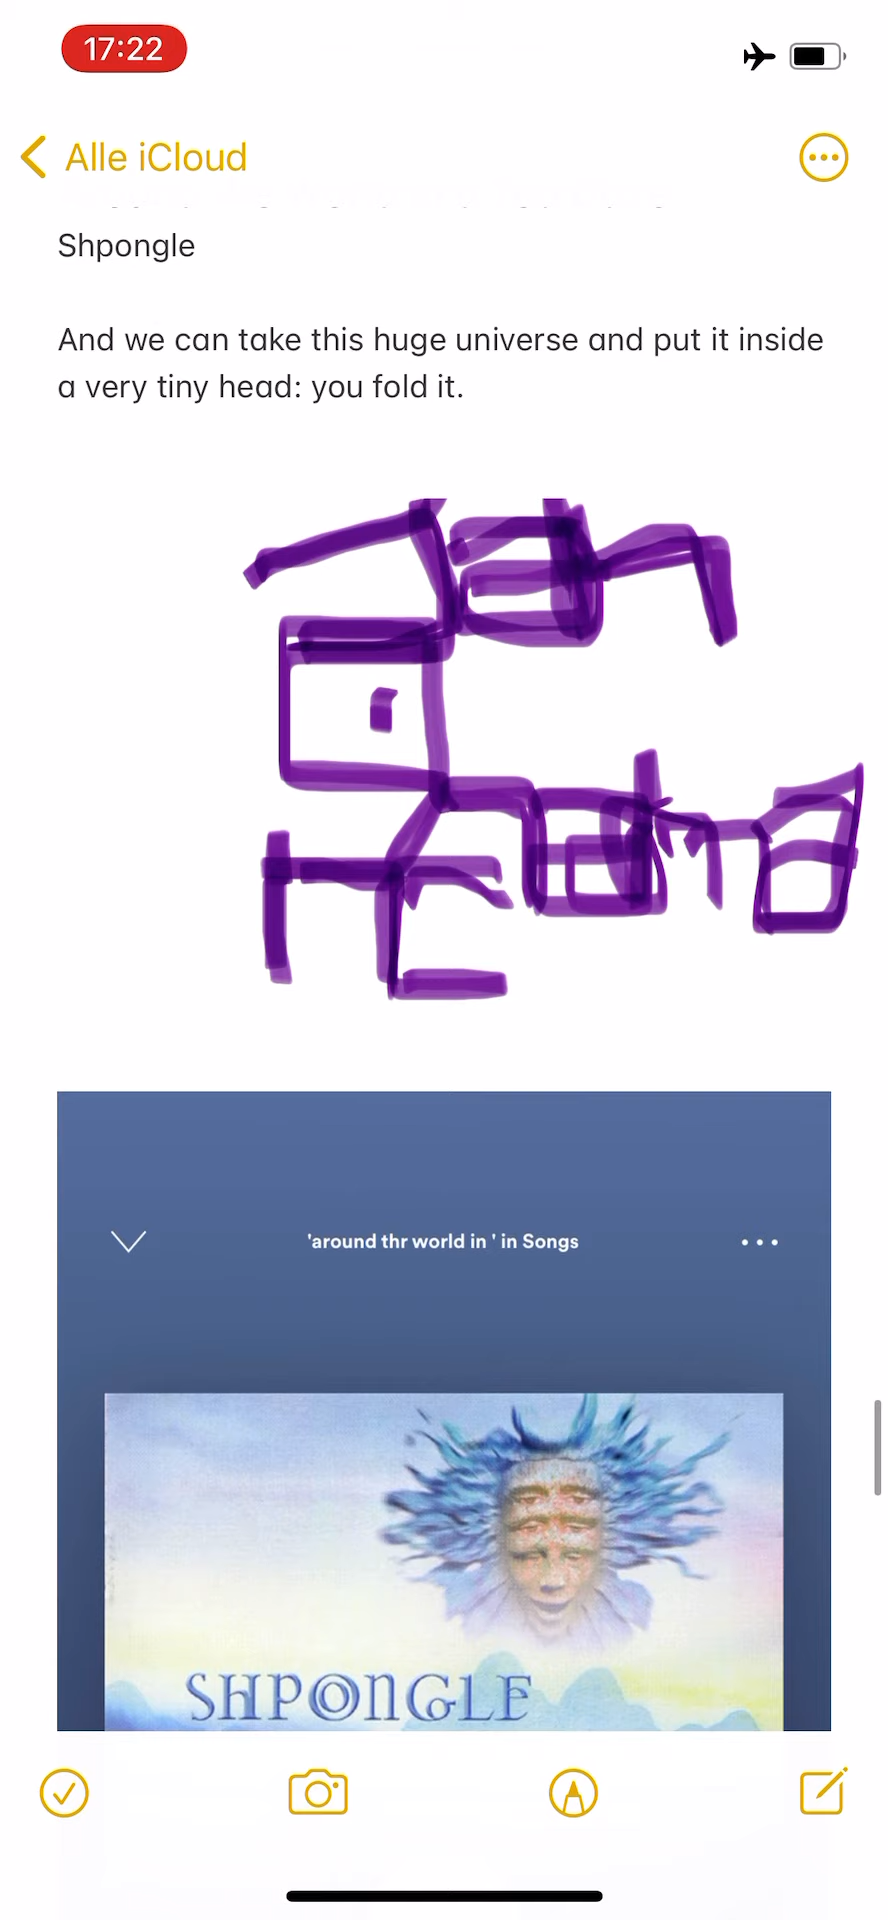 17:22
Alle iCloud
Shpongle
And we can take this huge universe and put it inside
a very tiny head: you fold it.
'around thr world in ' in Songs
SHPONGLE